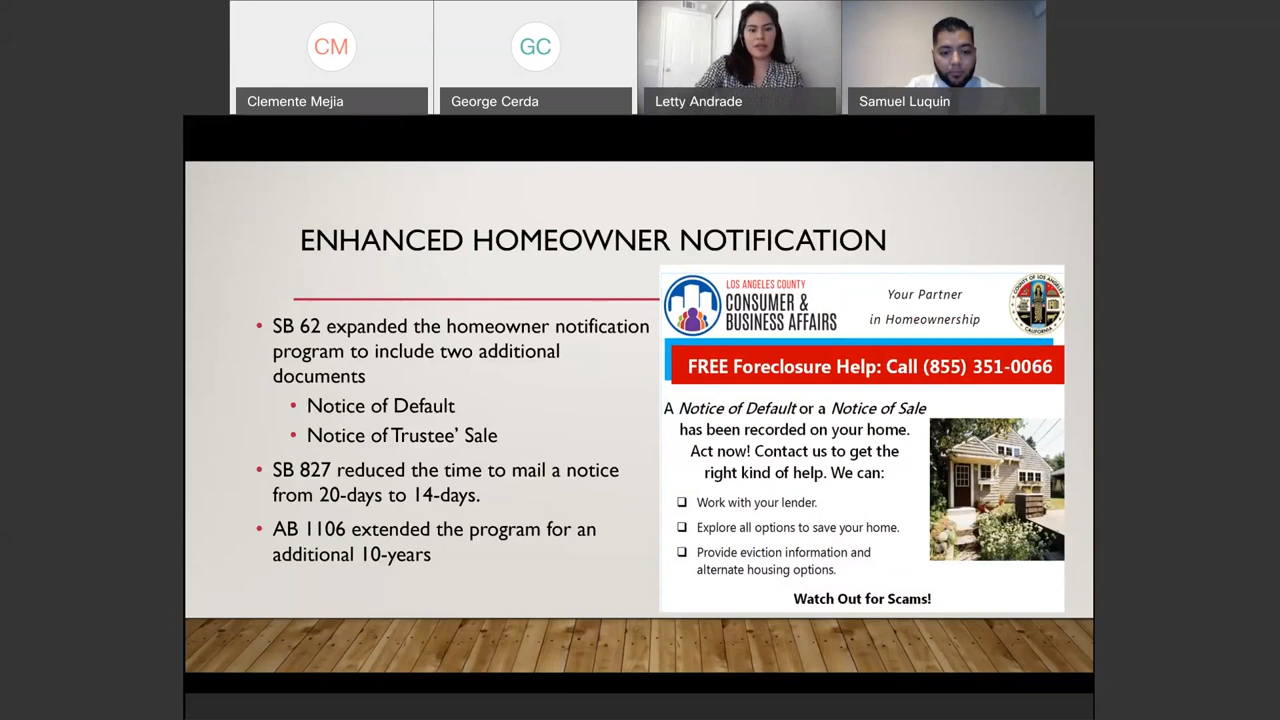 CM
GC
Clemente Mejia
George Cerda
Letty Andrade
Samuel Luquin
ENHANCED HOMEOWNER NOTIFICATION
• SB 62 expanded the homeowner notification
program to include two additional
documents
• Notice of Default
• Notice of Trustee’ Sale
• SB 827 reduced the time to mail a notice
from 20-days to 14-days.
• AB 1106 extended the program for an
additional 10-years
LOS ANGELES COUNTY
CONSUMER &
BUSINESS AFFAIRS
Your Partner
in Homeownership
FREE Foreclosure Help: Call (855) 351-0066
A Notice of Default or a Notice of Sale
has been recorded on your home.
Act now! Contact us to get the
right kind of help. We can:
❑ Work with your lender.
❑ Explore all options to save your home.
❑ Provide eviction information and
alternate housing options.
Watch Out for Scams!